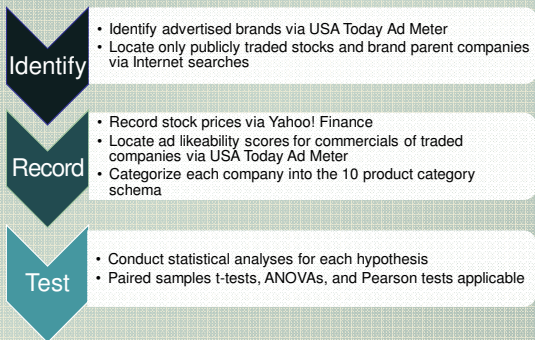 Identify
• Identify advertised brands via USA Today Ad Meter
• Locate only publicly traded stocks and brand parent companies
via Internet searches
Record
• Record stock prices via Yahoo! Finance
• Locate ad likeability scores for commercials of traded
companies via USA Today Ad Meter
• Categorize each company into the 10 product category
schema
Test
• Conduct statistical analyses for each hypothesis
• Paired samples t-tests, ANOVAs, and Pearson tests applicable